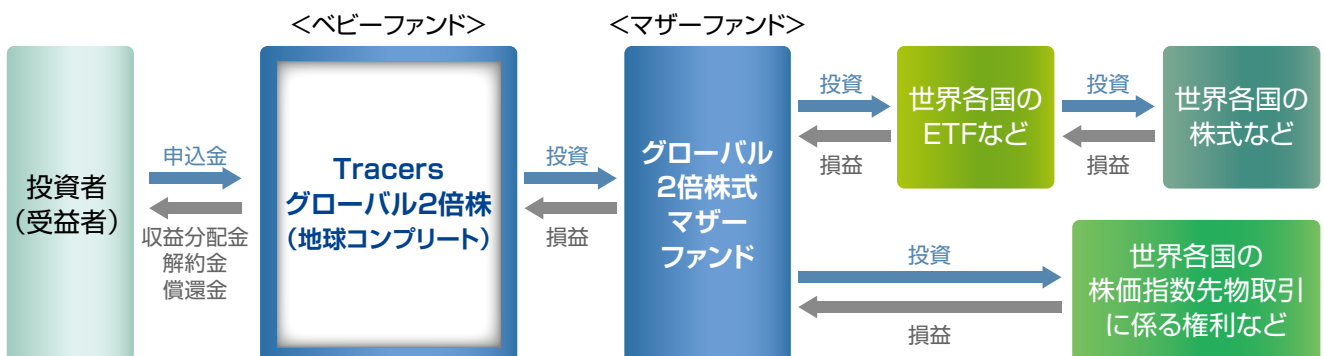 ＜ベビーファンド＞
＜マザーファンド＞
投資者
（受益者）
申込金
収益分配金
解約金
償還金
Tracers
グローバル2倍株
（地球コンプリート）
投資
損益
グローバル
2倍株式
マザー
ファンド
投資
損益
世界各国の
ETFなど
投資
損益
世界各国の
株式など
投資
損益
世界各国の
株価指数先物取引
に係る権利など